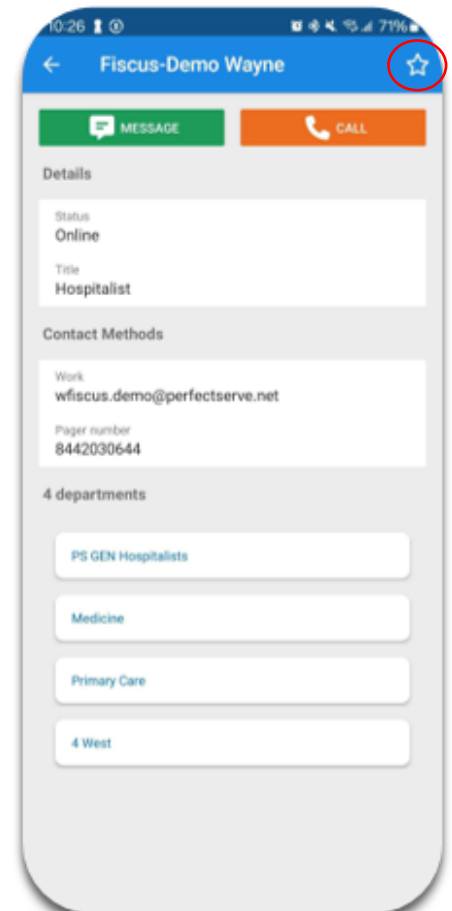 10:26
71%
Fiscus-Demo Wayne
MESSAGE
CALL
Details
Status
Online
Title
Hospitalist
Contact Methods
Work
wfiscus.demo@perfectserve.net
Pager number
8442030644
4 departments
PS GEN Hospitalists
Medicine
Primary Care
4 West